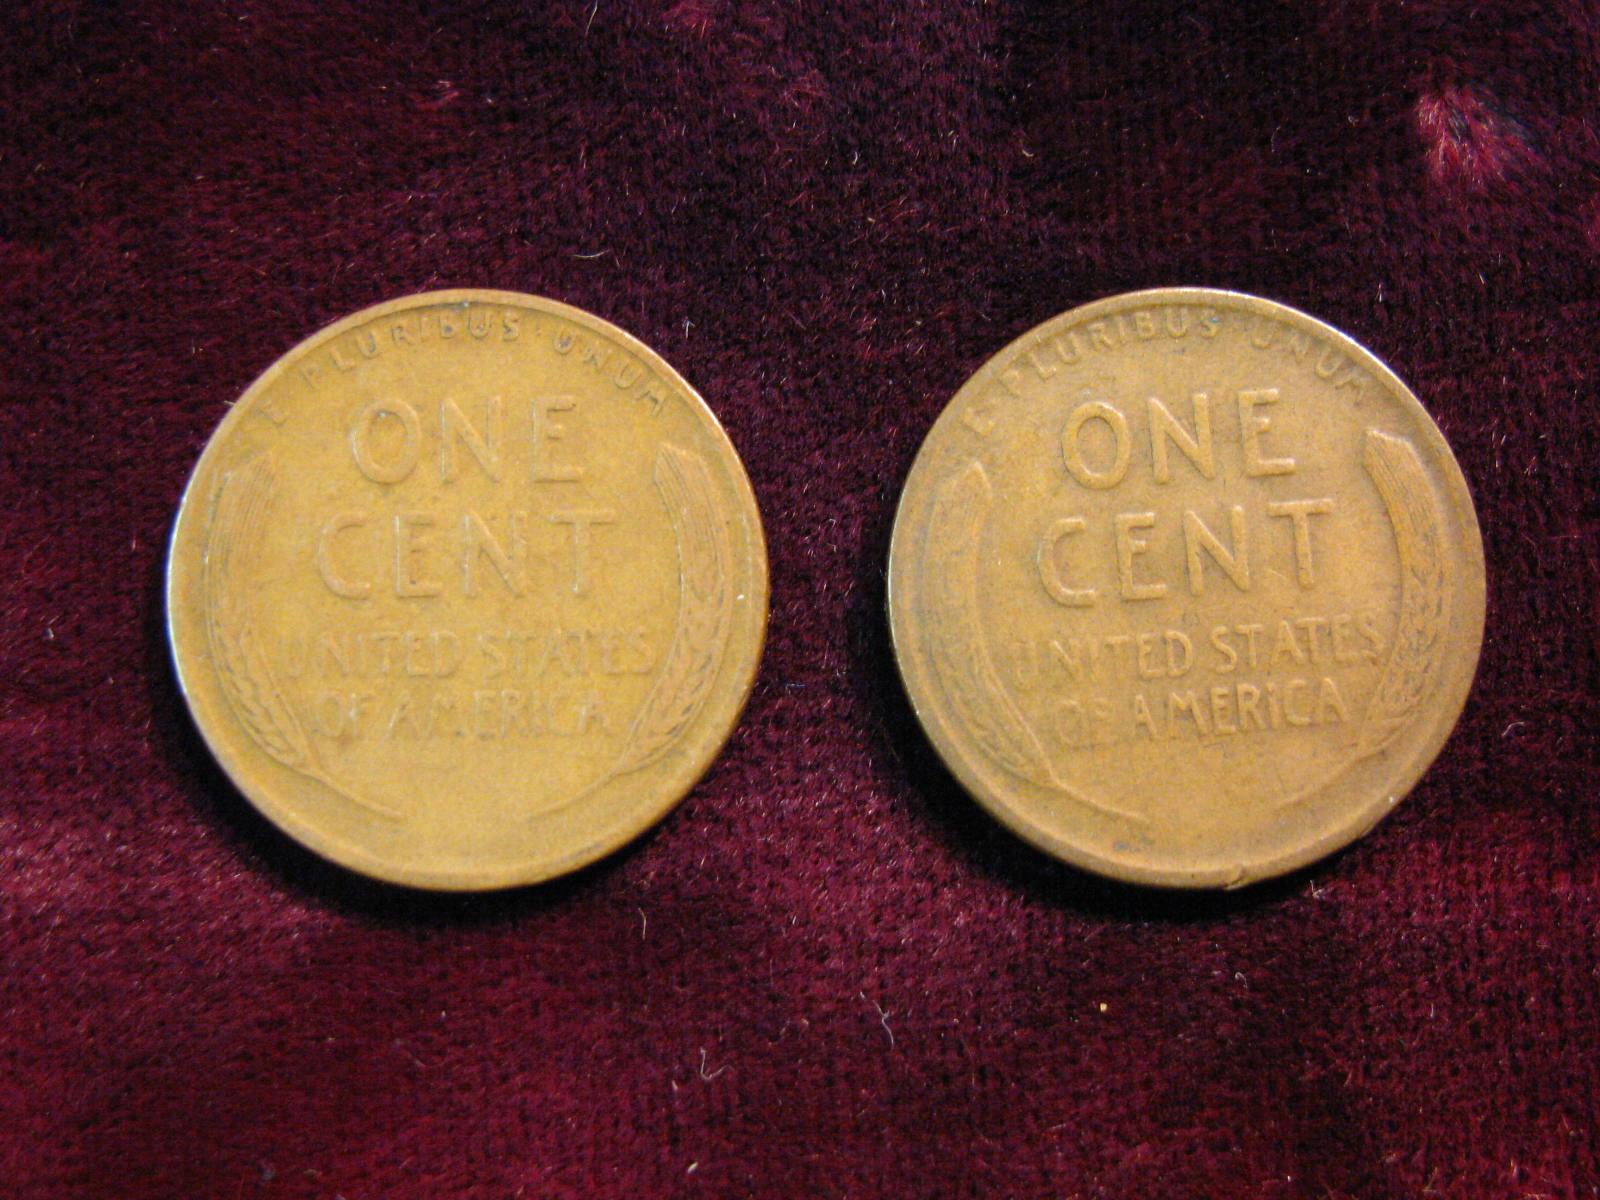 E PLURIBUS UNUM
ONE
CENT
UNITED STATES
OF AMERICA
E PLURIBUS UNUM
ONE
CENT
UNITED STATES
OF AMERICA